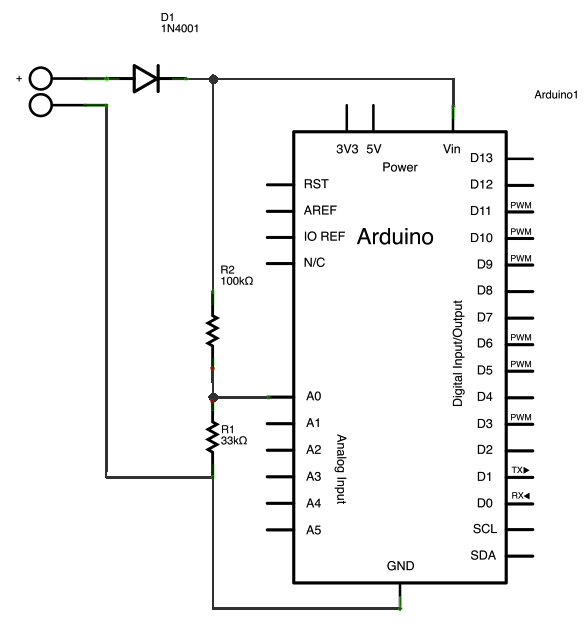 D1
1N4001
+
Arduino1
3V3 5V Vin
Power
D13
RST
D12
AREF
D11 PWM
IO REF
Arduino
D10 PWM
N/C
D9 PWM
R2
100kΩ
D8
D7
D6 PWM
D5 PWM
Digital Input/Output
A0
D4
A1
D3 PWM
R1
33kΩ
A2
D2
Analog Input
A3
D1 TX▶
A4
D0 RX◀
A5
SCL
SDA
GND